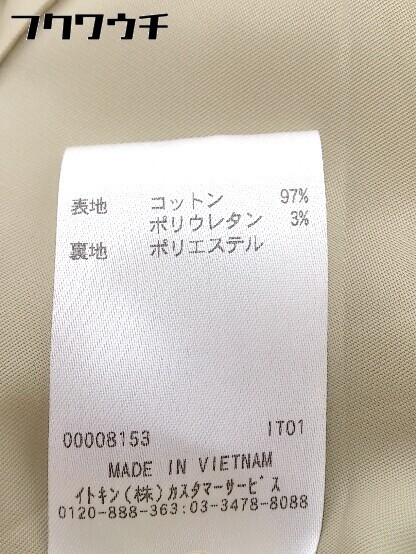 フクワウチ
表地 コットン 97%
ポリウレタン 3%
裏地 ポリエステル
00008153 IT01
MADE IN VIETNAM
イトキン(株)カスタマーサービス
0120-888-363:03-3478-8088